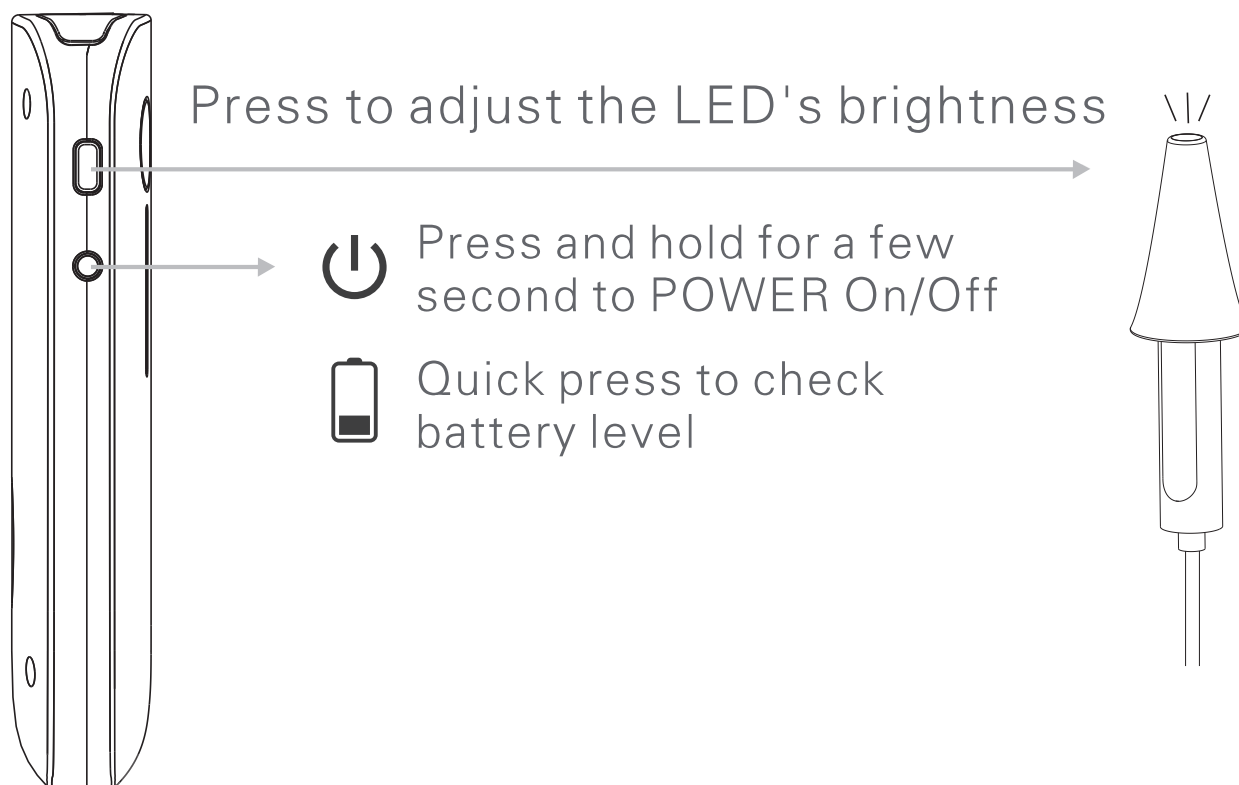 Press to adjust the LED's brightness
Press and hold for a few
second to POWER On/Off
Quick press to check
battery level